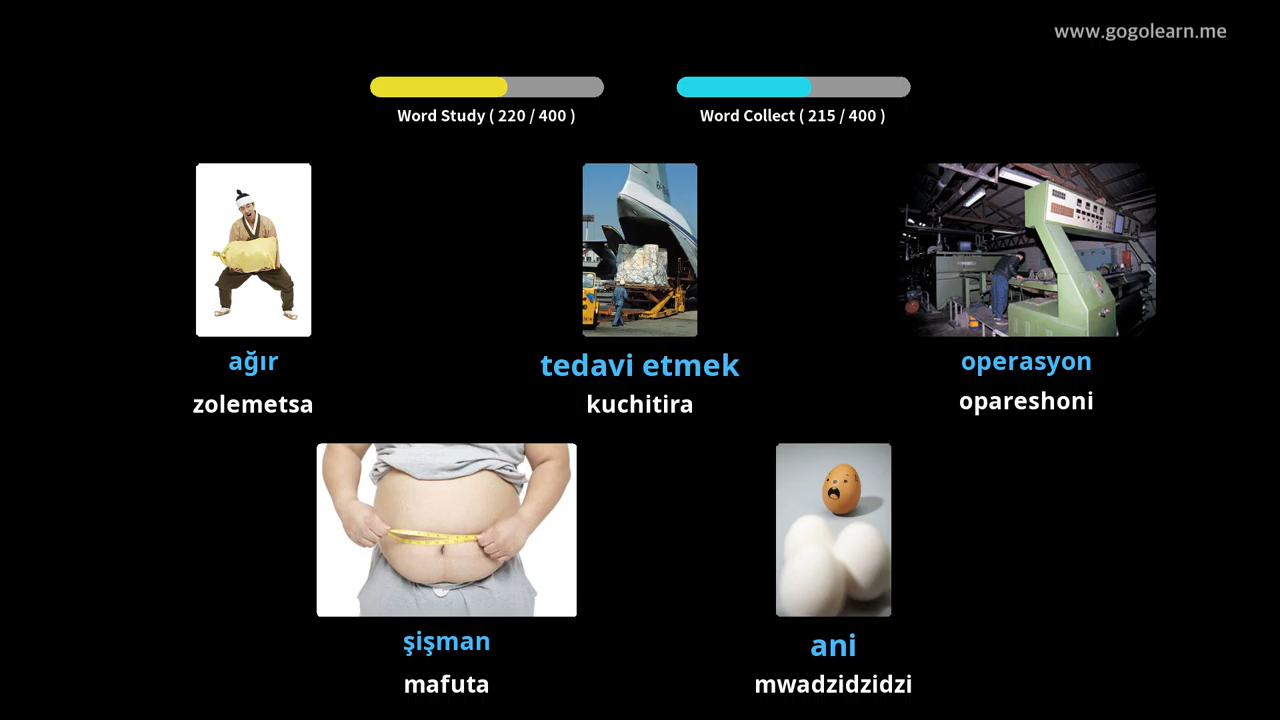 www.gogolearn.me
Word Study ( 220 / 400 )
Word Collect ( 215 / 400 )
ağır
zolemetsa
tedavi etmek
kuchitira
operasyon
opareshoni
şişman
mafuta
ani
mwadzidzidzi